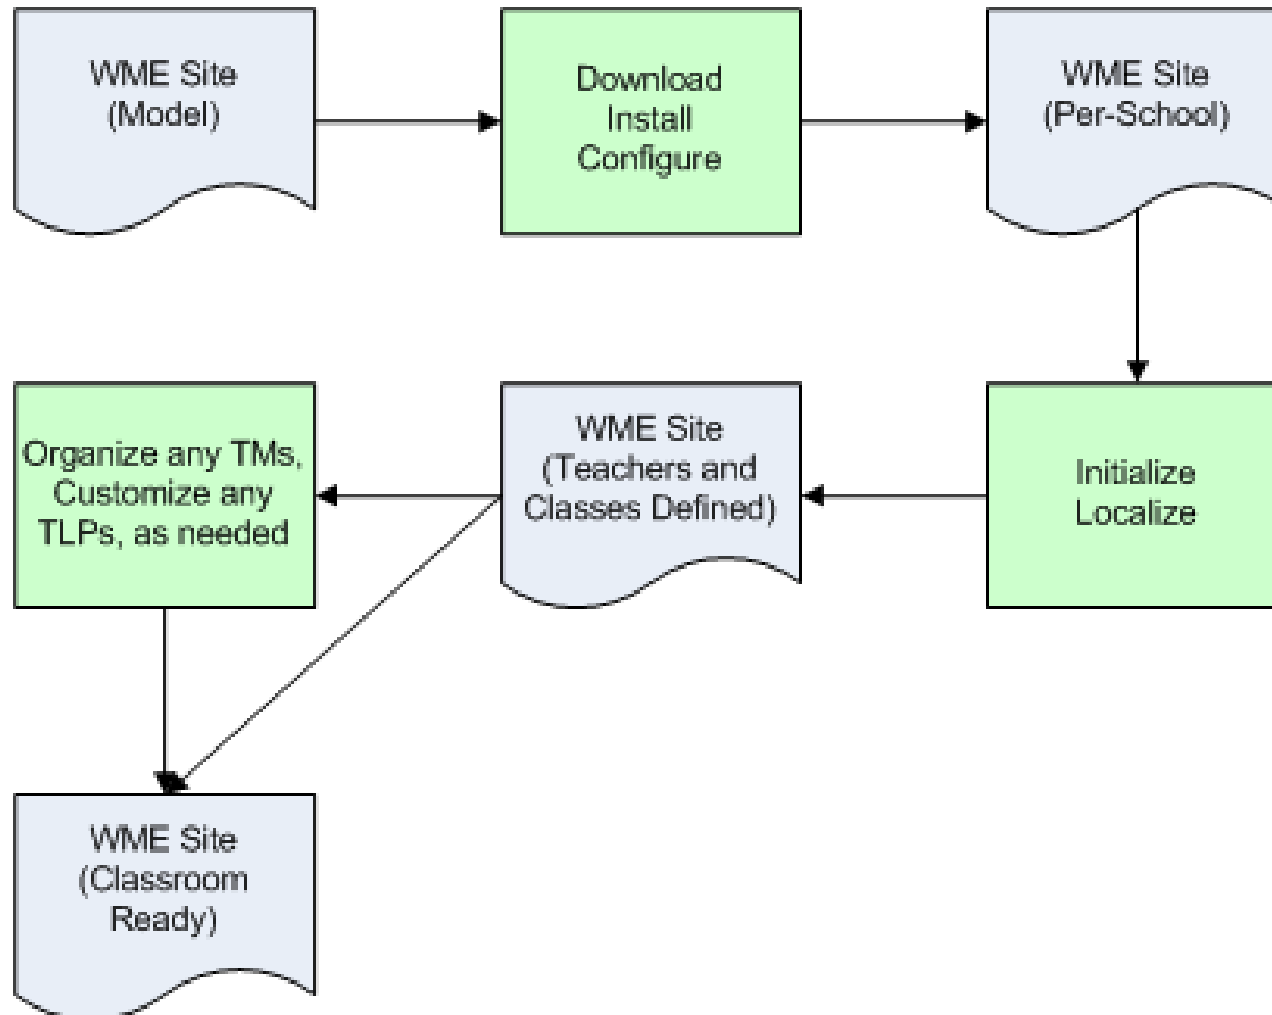 WME Site
(Model)
Download
Install
Configure
WME Site
(Per-School)
Organize any TMs,
Customize any
TLPs, as needed
WME Site
(Teachers and
Classes Defined)
Initialize
Localize
WME Site
(Classroom
Ready)